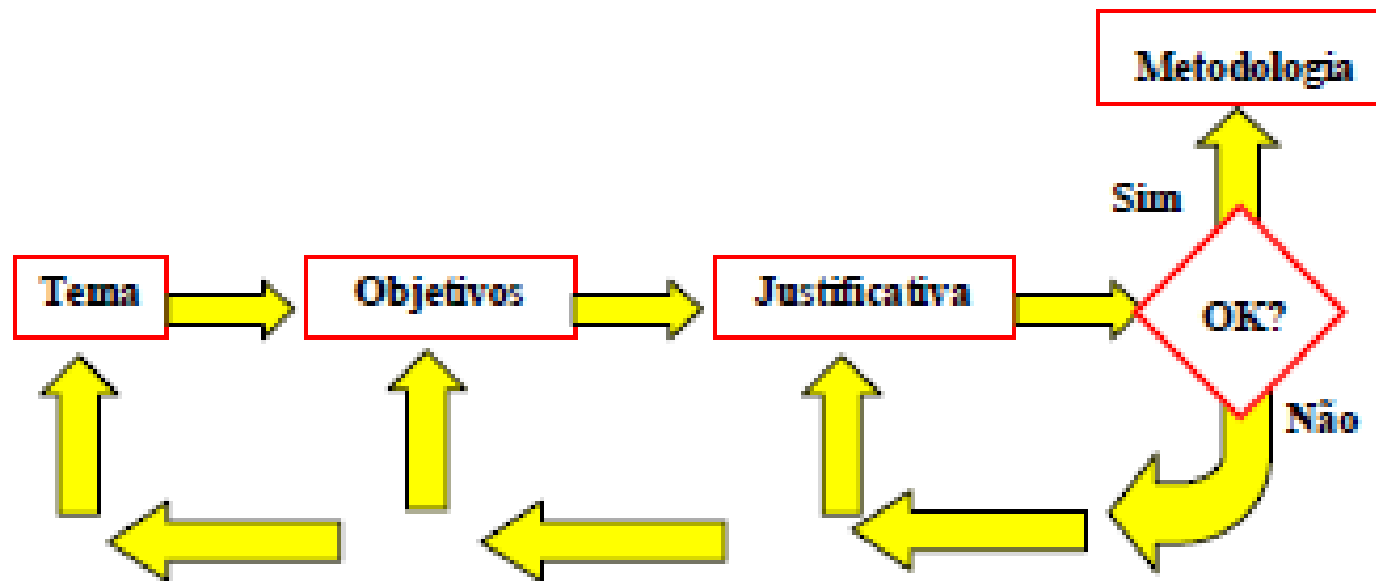 Metodologia
Sim
Tema
Objetivos
Justificativa
OK?
Não